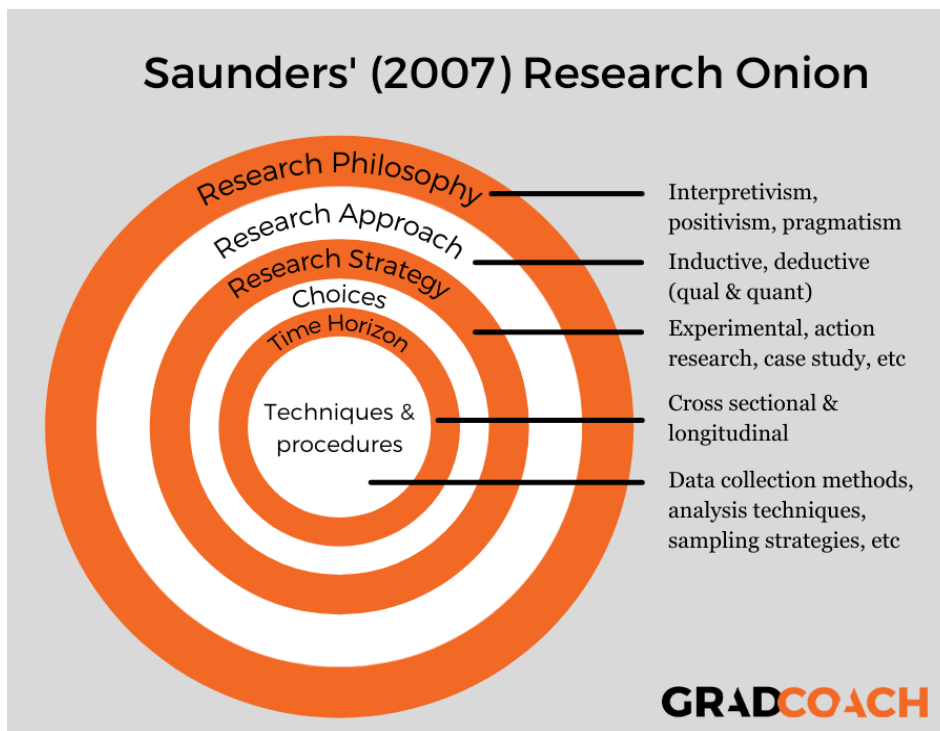 Saunders' (2007) Research Onion
Research Philosophy
Research Approach
Research Strategy
Choices
Time Horizon
Techniques &
procedures
Interpretivism,
positivism, pragmatism
Inductive, deductive
(qual & quant)
Experimental, action
research, case study, etc
Cross sectional &
longitudinal
Data collection methods,
analysis techniques,
sampling strategies, etc
GRADCOACH